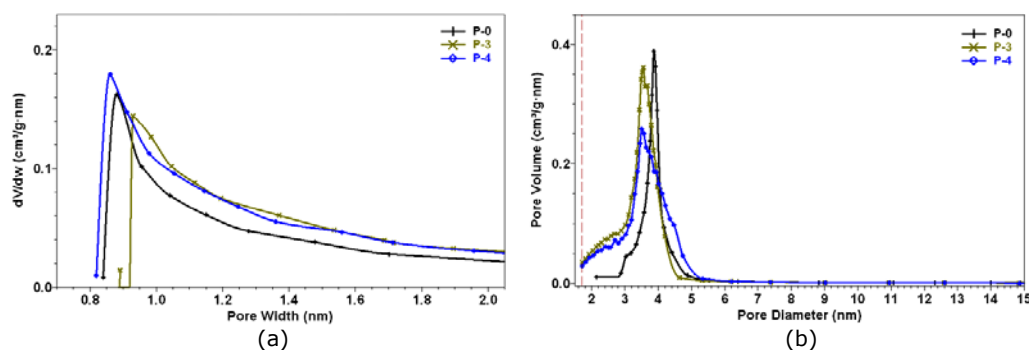 P-0
P-3
P-4
dV/dw (cm³/g·nm)
0.2
0.1
0.0
0.8 1.0 1.2 1.4 1.6 1.8 2.0
Pore Width (nm)
(a)
P-0
P-3
P-4
Pore Volume (cm³/g·nm)
0.4
0.2
0.0
2 3 4 5 6 7 8 9 10 11 12 13 14 15
Pore Diameter (nm)
(b)